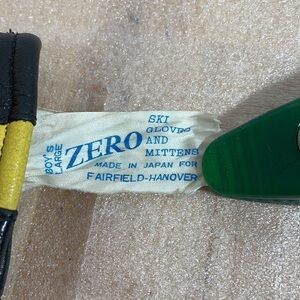 BOY'S
LARGE
ZERO
SKI
GLOVES
AND
MITTENS
MADE IN JAPAN FOR
FAIRFIELD-HANOVER